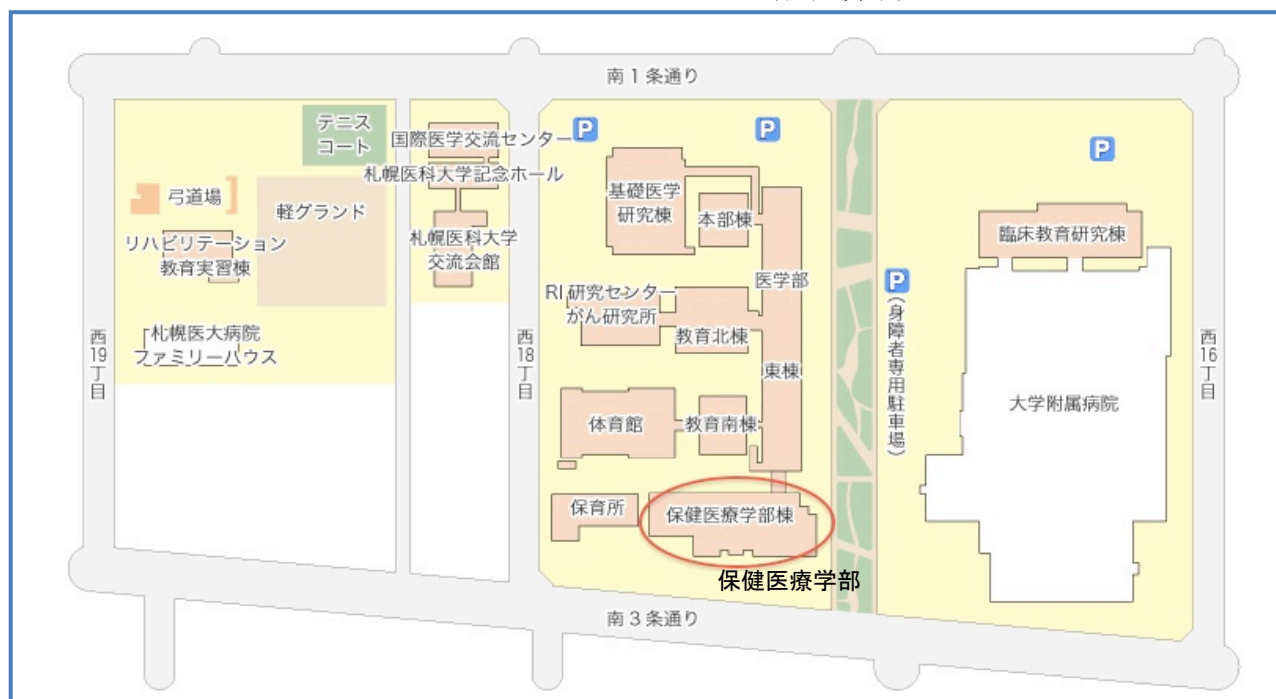 南1条通り
テニス
コート
国際医学交流センター
札幌医科大学記念ホール
弓道場
軽グランド
リハビリテーション
教育実習棟
札幌医科大学
交流会館
札幌医大病院
ファミリーハウス
西19丁目
西18丁目
P
P
基礎医学
研究棟
本部棟
医学部
RI研究センター
がん研究所
教育北棟
東棟
体育館
教育南棟
保育所
保健医療学部棟
保健医療学部
P
臨床教育研究棟
P
(身障者専用駐車場)
大学附属病院
西16丁目
南3条通り